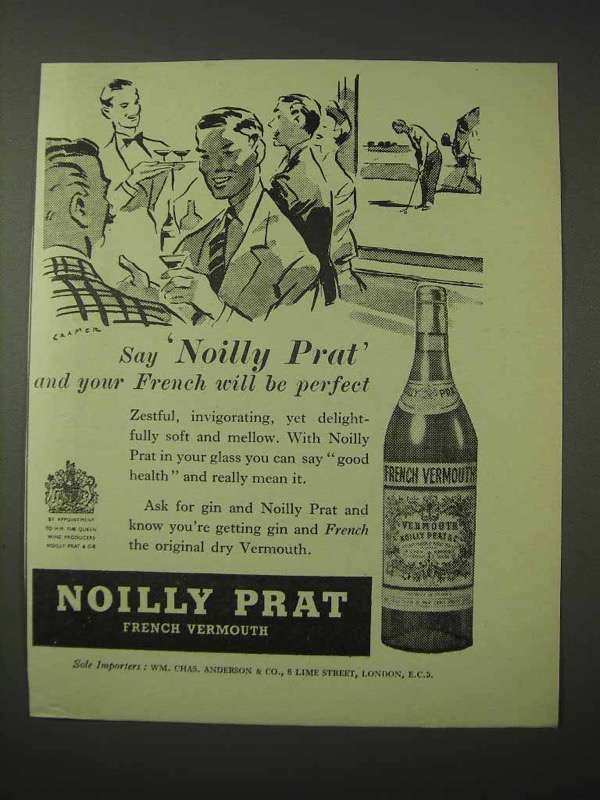 CRAMER
Say 'Noilly Prat'
and your French will be perfect
Zestful, invigorating, yet delight-
fully soft and mellow. With Noilly
Prat in your glass you can say "good
health" and really mean it.
Ask for gin and Noilly Prat and
know you're getting gin and French
the original dry Vermouth.
BY APPOINTMENT
TO H.M. THE QUEEN
WINE PRODUCERS
NOILLY PRAT & CIE
FRENCH VERMOUTH
VERMOUTH
NOILLY PRAT & C
NOILLY PRAT
FRENCH VERMOUTH
Sole Importers : WM. CHAS. ANDERSON & CO., 6 LIME STREET, LONDON, E.C.3.